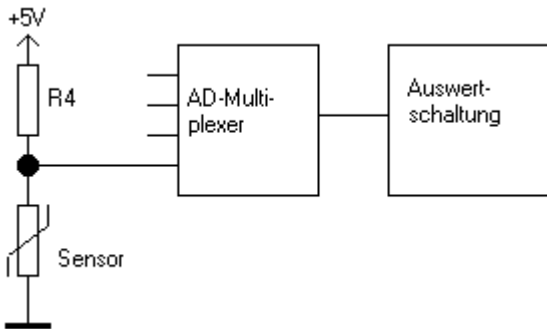 +5V
R4
AD-Multi-
plexer
Auswert-
schaltung
Sensor